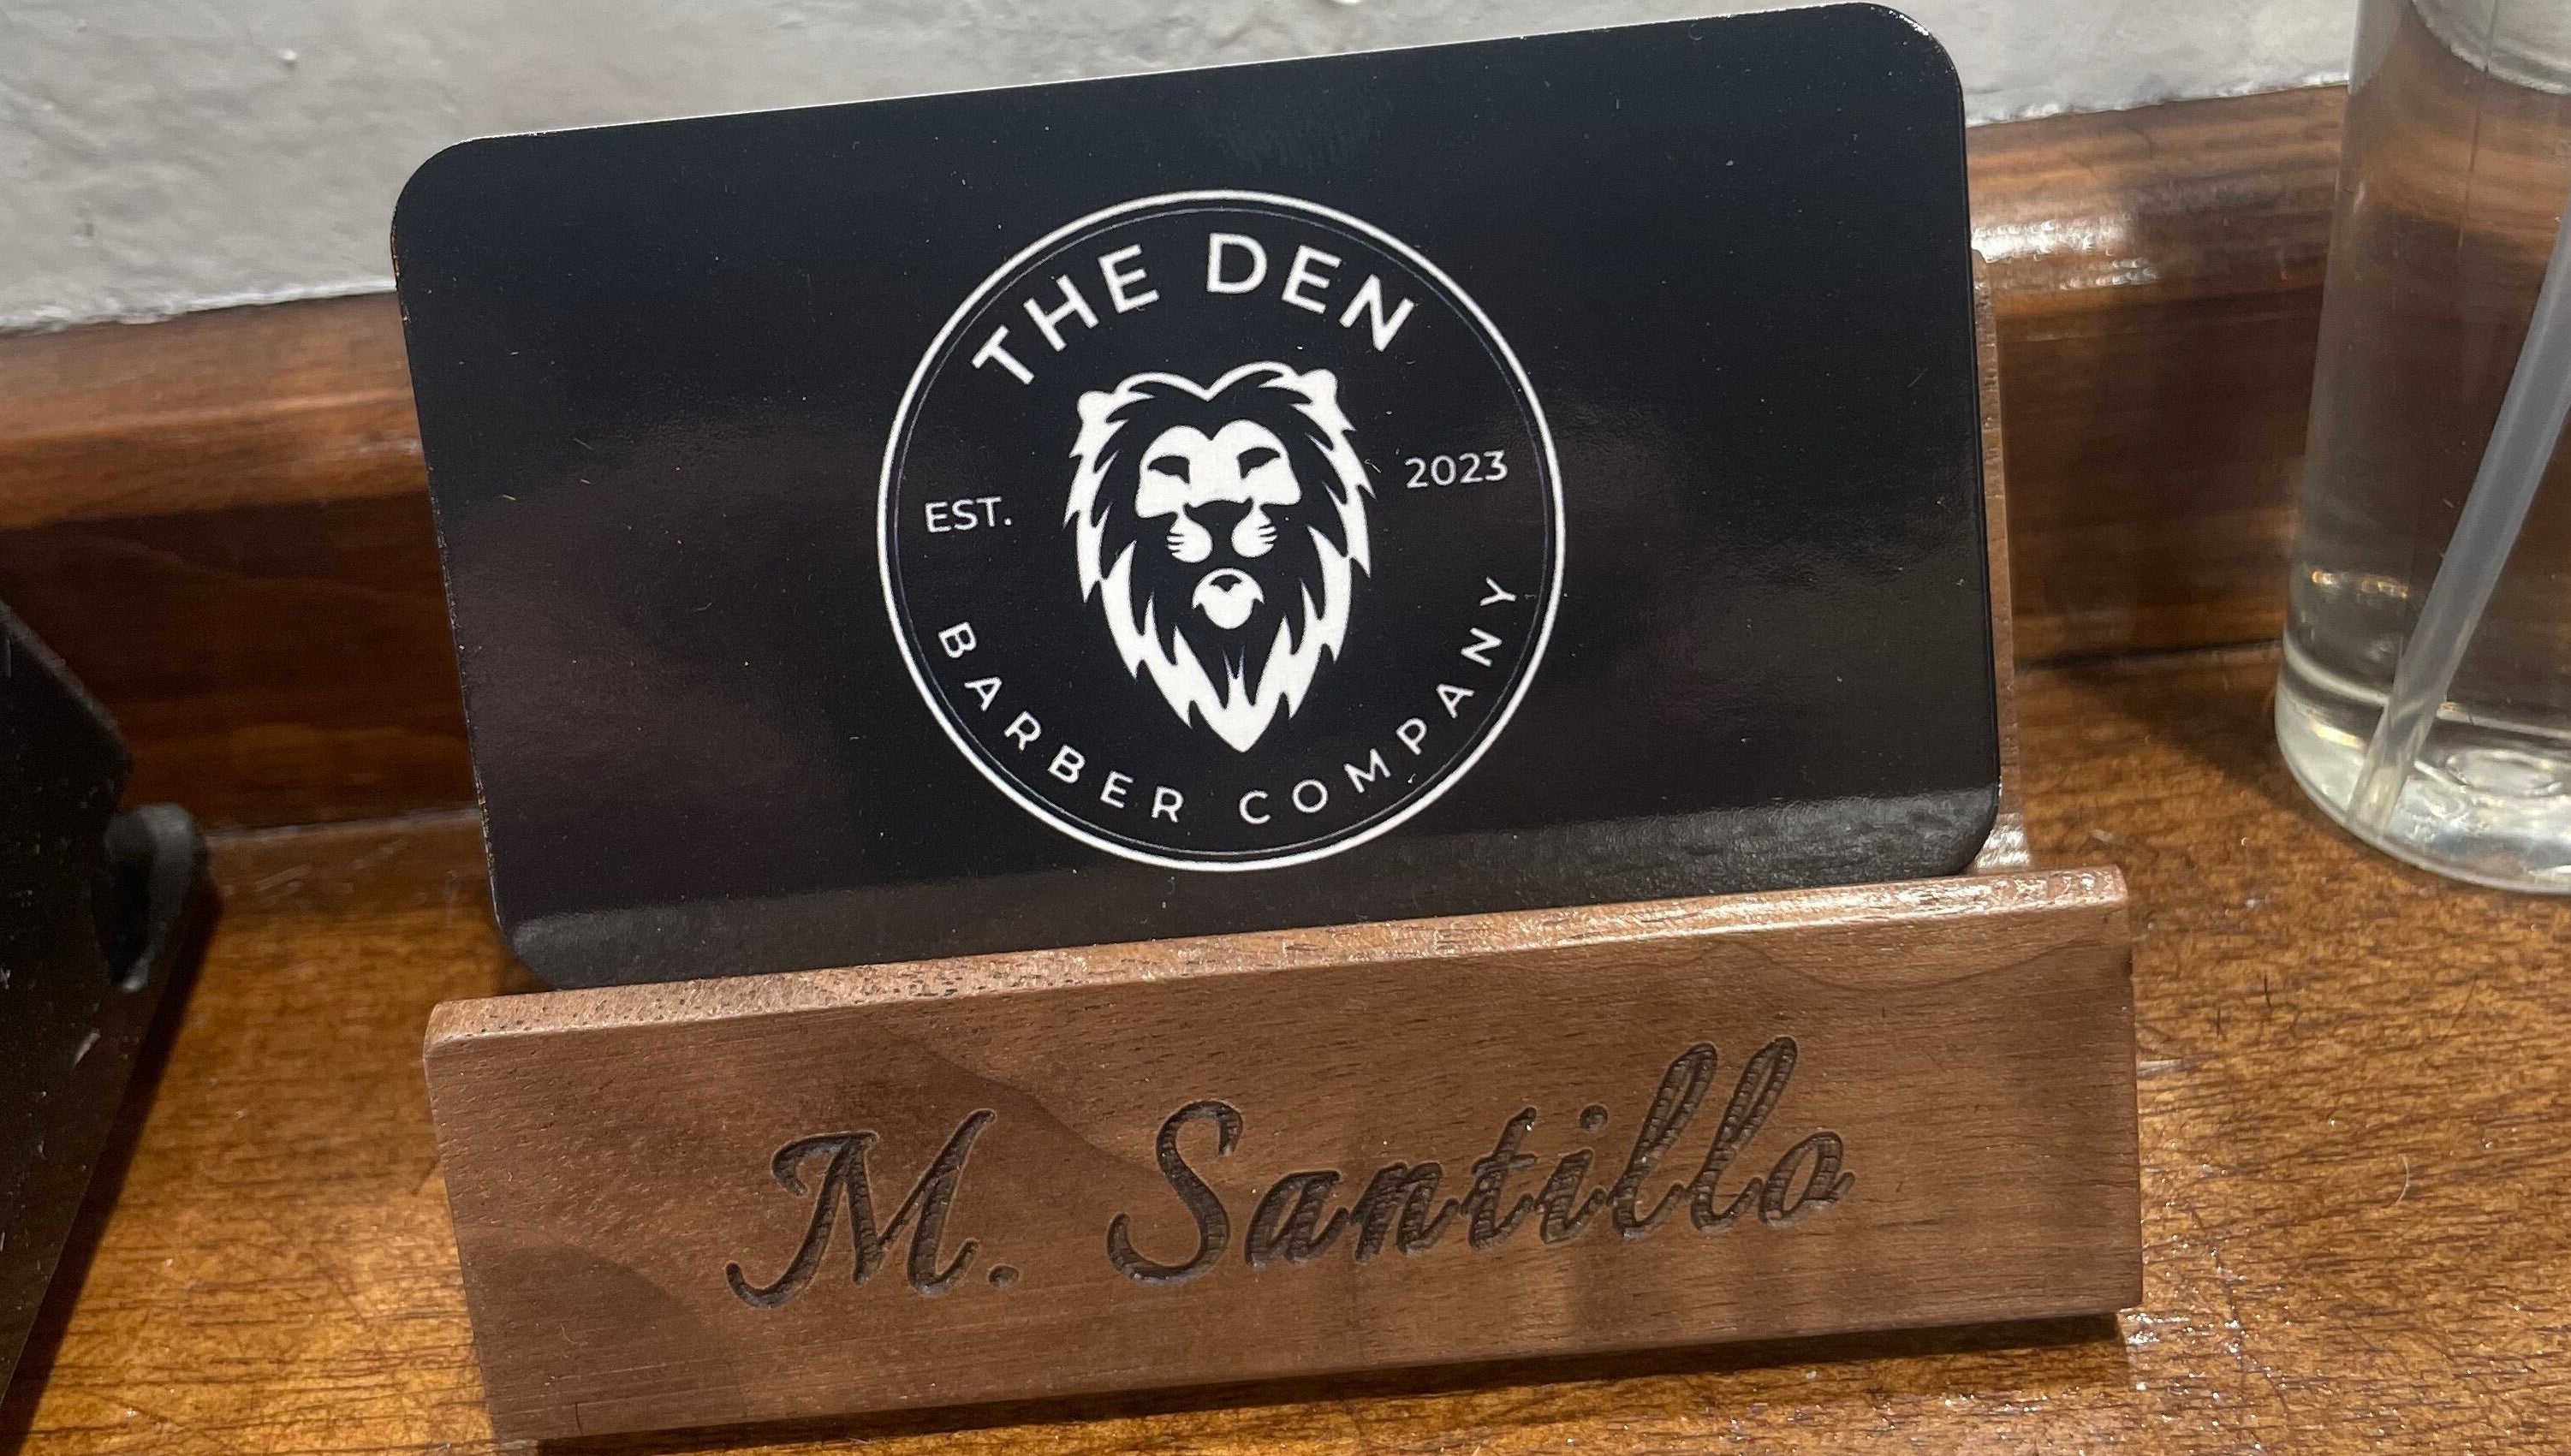 THE DEN
EST. 2023
BARBER COMPANY
M. Santillo